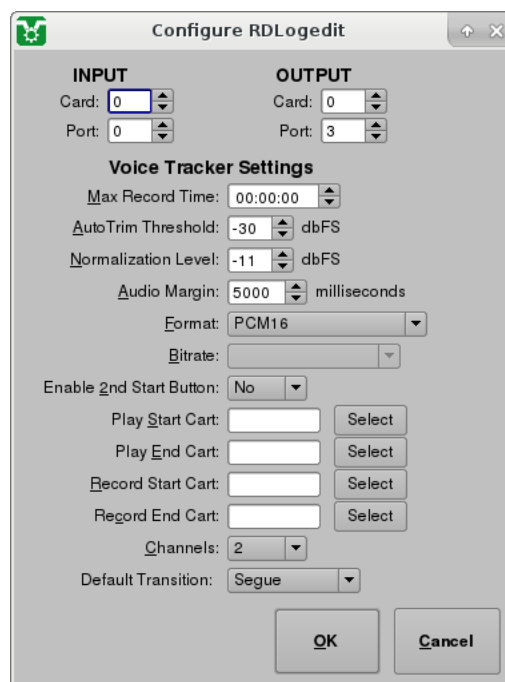 Configure RDLogedit
INPUT OUTPUT
Card: 0 Card: 0
Port: 0 Port: 3
Voice Tracker Settings
Max Record Time: 00:00:00
AutoTrim Threshold: -30 dbFS
Normalization Level: -11 dbFS
Audio Margin: 5000 milliseconds
Format: PCM16
Bitrate:
Enable 2nd Start Button: No
Play Start Cart: Select
Play End Cart: Select
Record Start Cart: Select
Record End Cart: Select
Channels: 2
Default Transition: Segue
OK Cancel